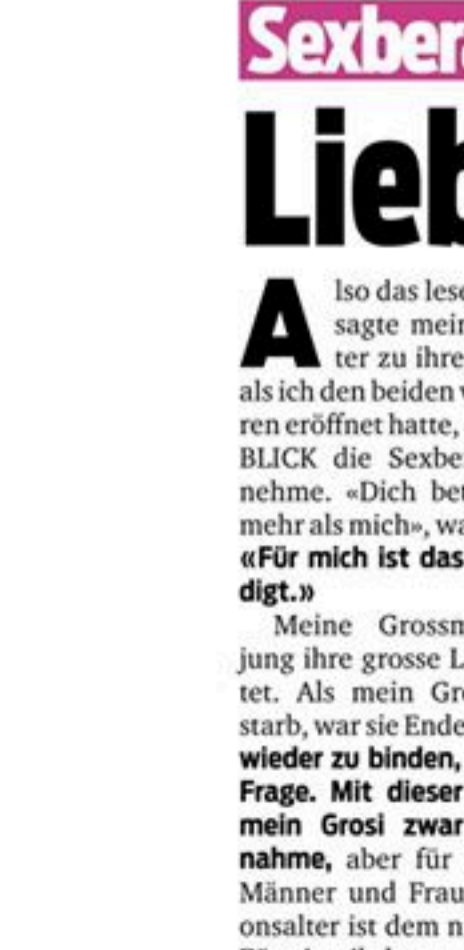 Sexber
Lieb
Also das lese
sagte mein
ter zu ihre
als ich den beiden v
ren eröffnet hatte,
BLICK die Sexbe
nehme. «Dich bet
mehr als mich», wa
«Für mich ist das
digt.»
Meine Grossm
jung ihre grosse L
tet. Als mein Gr
starb, war sie Ende
wieder zu binden,
Frage. Mit dieser
mein Grosi zwar
nahme, aber für
Männer und Frau
onsalter ist dem n